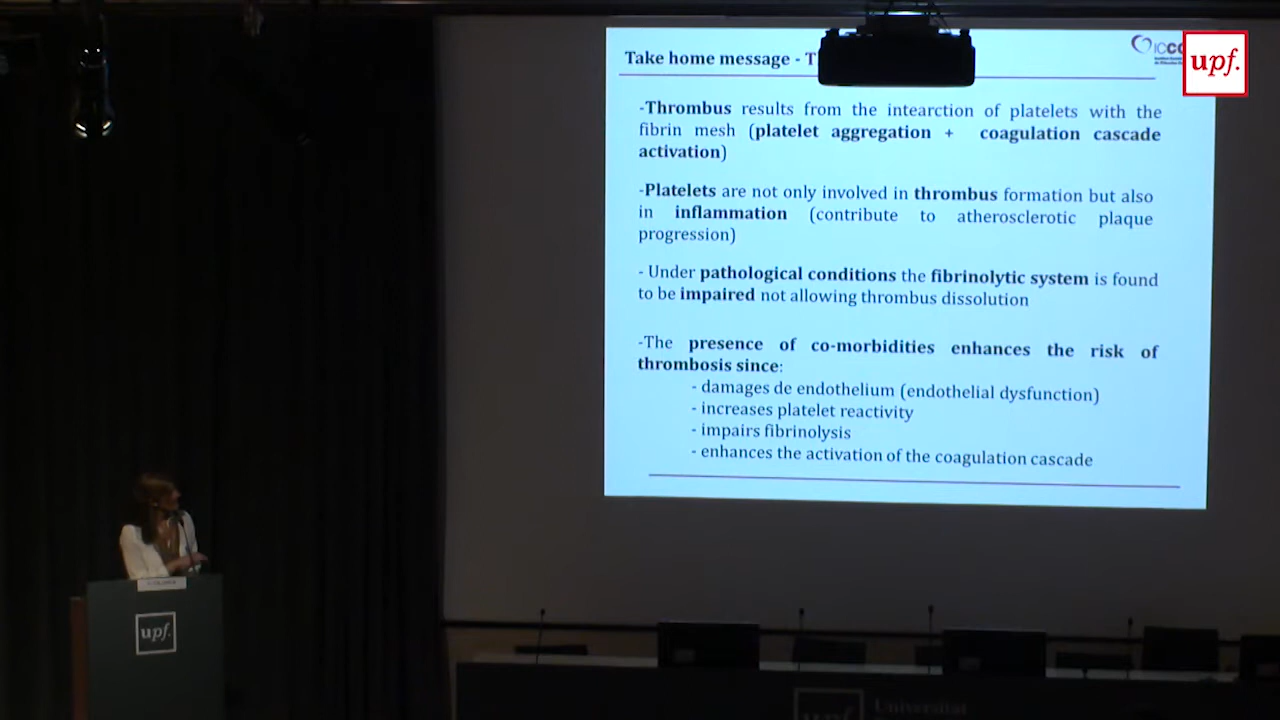 Take home message - T
ICCC
upf.
-Thrombus results from the intearction of platelets with the
fibrin mesh (platelet aggregation + coagulation cascade
activation)
-Platelets are not only involved in thrombus formation but also
in inflammation (contribute to atherosclerotic plaque
progression)
- Under pathological conditions the fibrinolytic system is found
to be impaired not allowing thrombus dissolution
-The presence of co-morbidities enhances the risk of
thrombosis since:
- damages de endothelium (endothelial dysfunction)
- increases platelet reactivity
- impairs fibrinolysis
- enhances the activation of the coagulation cascade
upf.
upf.
Universitat